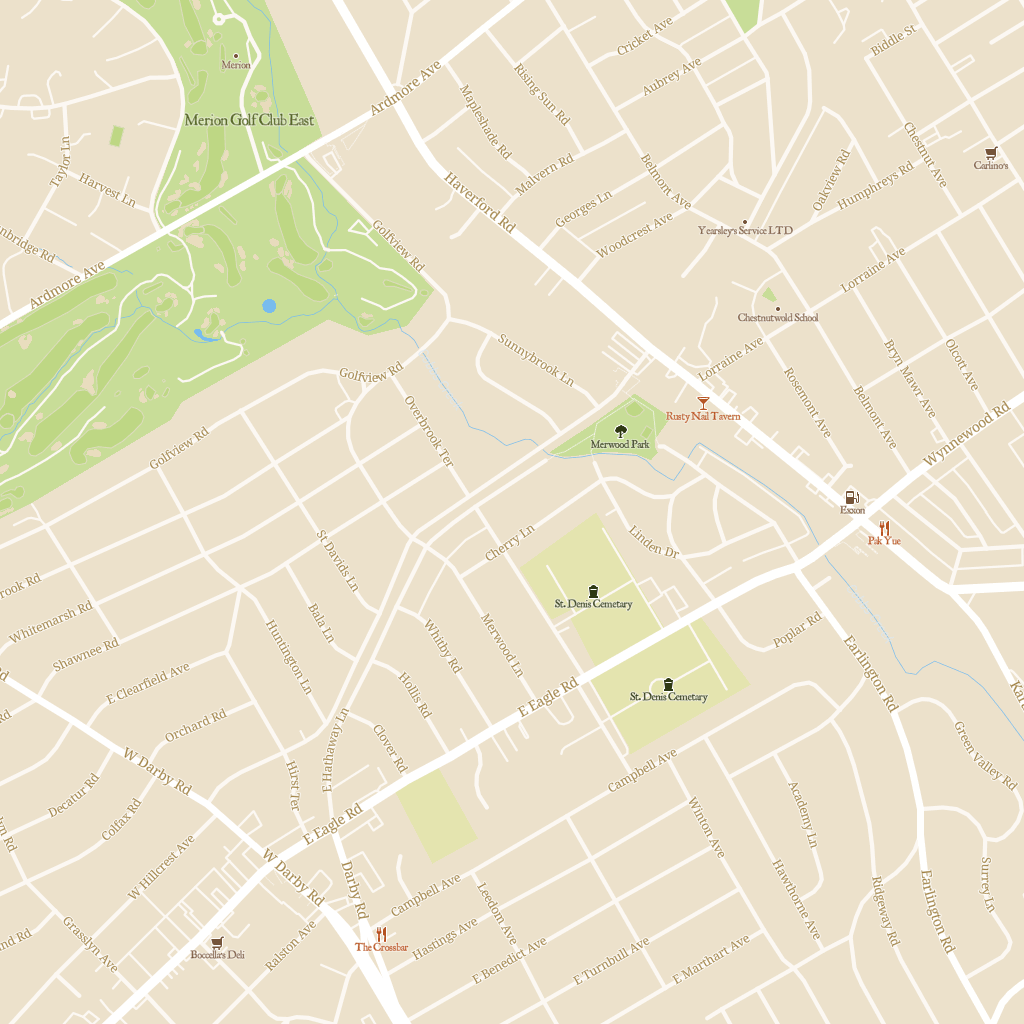 Cricket Ave
Biddle St
Merion
Ardmore Ave
Rising Sun Rd
Aubrey Ave
Mapleshade Rd
Merion Golf Club East
Chestnut Ave
Taylor Ln
Carlino's
Malvern Rd
Belmont Ave
Oakview Rd
Humphreys Rd
Harvest Ln
Haverford Rd
Georges Ln
Golfview Rd
Woodcrest Ave
Yearsley's Service LTD
nbridge Rd
Ardmore Ave
Lorraine Ave
Chestnutwold School
Sunnybrook Ln
Lorraine Ave
Golfview Rd
Bryn Mawr Ave
Olcott Ave
Rosemont Ave
Overbrook Ter
Rusty Nail Tavern
Belmont Ave
Merwood Park
Wynnewood Rd
Golfview Rd
Exxon
Cherry Ln
Linden Dr
Pak Yue
St Davids Ln
rook Rd
St. Denis Cemetary
Whitemarsh Rd
Bala Ln
Poplar Rd
Shawnee Rd
Huntington Ln
Whitby Rd
Merwood Ln
Earlington Rd
Rd
E Clearfield Ave
E Eagle Rd
St. Denis Cemetary
Kar
Hollis Rd
Rd
Orchard Rd
E Hathaway Ln
Clover Rd
Green Valley Rd
W Darby Rd
Campbell Ave
Hirst Ter
Decatur Rd
Colfax Rd
Academy Ln
E Eagle Rd
Winton Ave
lyn Rd
W Hillcrest Ave
W Darby Rd
Darby Rd
Campbell Ave
Surrey Ln
Hawthorne Ave
Leedom Ave
Ridgeway Rd
Earlington Rd
nd Rd
Grasslyn Ave
Boccella's Deli
Ralston Ave
The Crossbar
Hastings Ave
E Benedict Ave
E Turnbull Ave
E Marthart Ave